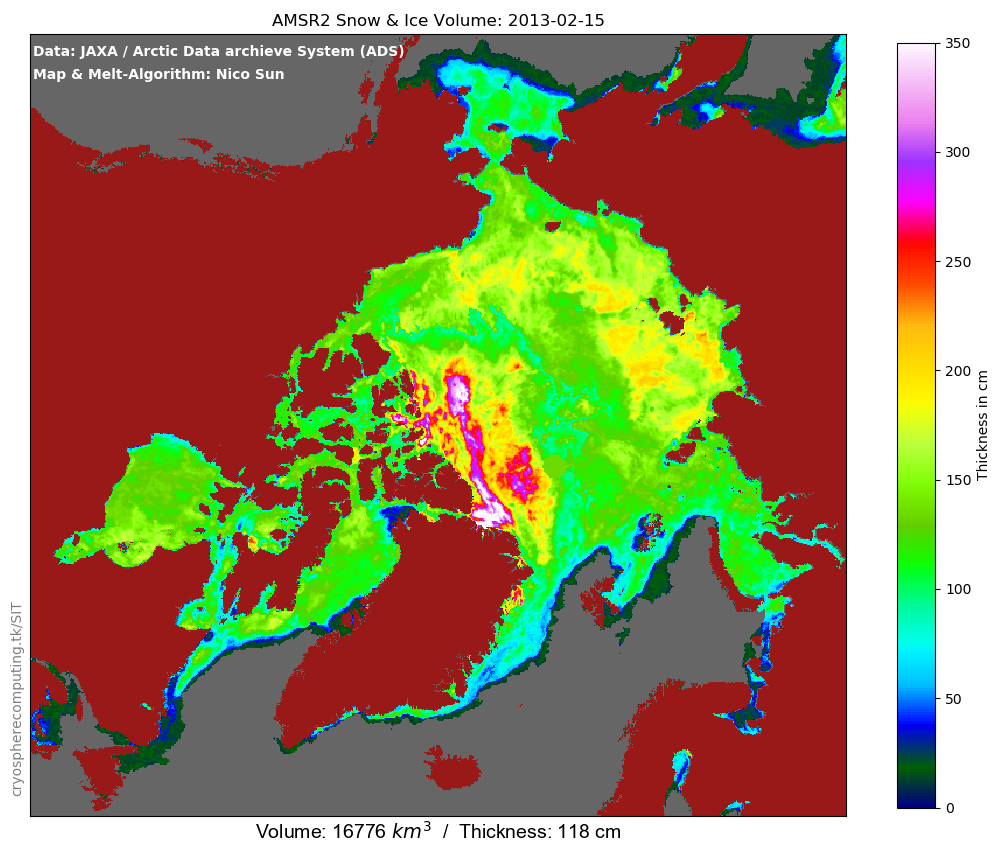 AMSR2 Snow & Ice Volume: 2013-02-15
Data: JAXA / Arctic Data archieve System (ADS)
Map & Melt-Algorithm: Nico Sun
350
300
250
200
150
100
50
0
Thickness in cm
cryospherecomputing.tk/SIT
Volume: 16776 km³ / Thickness: 118 cm